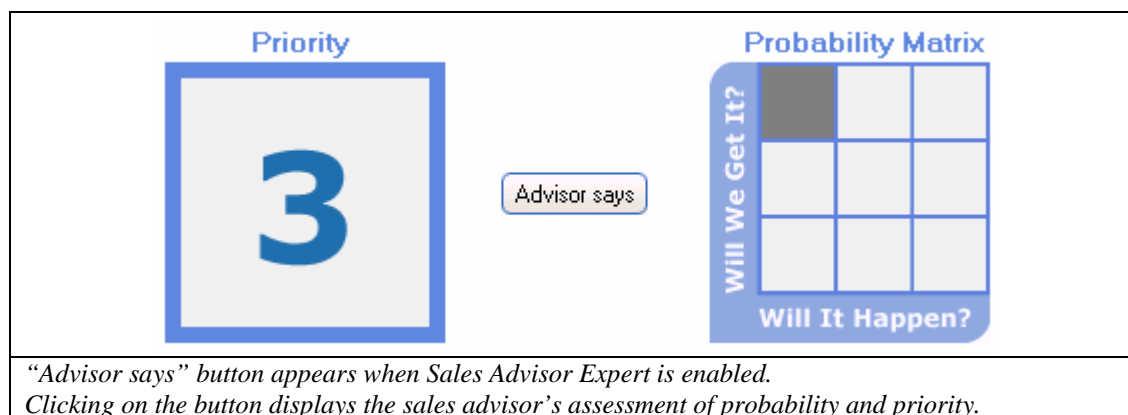 Priority
Probability Matrix
3
Advisor says
Will We Get It?
Will It Happen?
“Advisor says” button appears when Sales Advisor Expert is enabled.
Clicking on the button displays the sales advisor’s assessment of probability and priority.